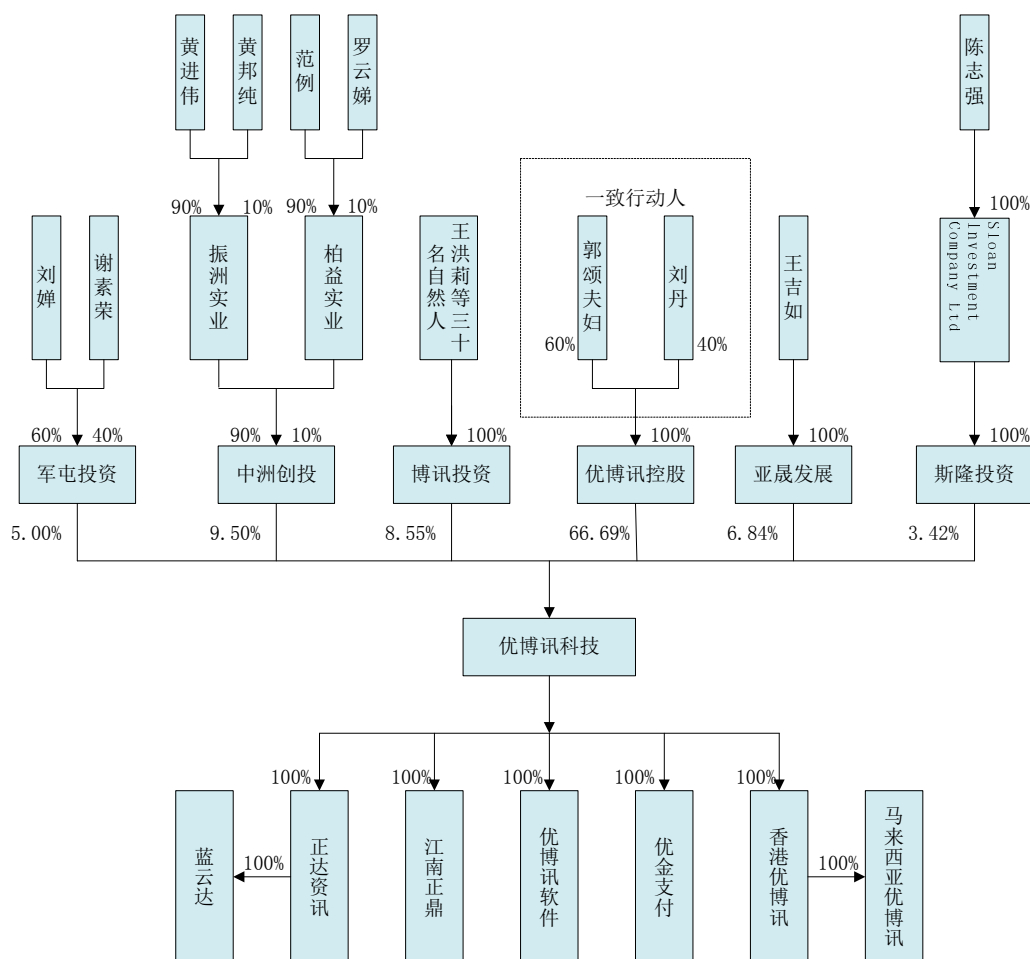 黄进伟
黄邦纯
范例
罗云娣
陈志强
一致行动人
90%
10%
90%
10%
100%
刘婵
谢素荣
振洲实业
柏益实业
王洪莉等三十
名自然人
郭颂夫妇
刘丹
王吉如
Sloan
Investment
Company Ltd
60%
40%
60%
40%
90%
10%
100%
100%
100%
100%
军屯投资
中洲创投
博讯投资
优博讯控股
亚晟发展
斯隆投资
5.00%
9.50%
8.55%
66.69%
6.84%
3.42%
优博讯科技
100%
100%
100%
100%
100%
蓝云达
100%
正达资讯
江南正鼎
优博讯软件
优金支付
香港优博讯
100%
马来西亚优博讯